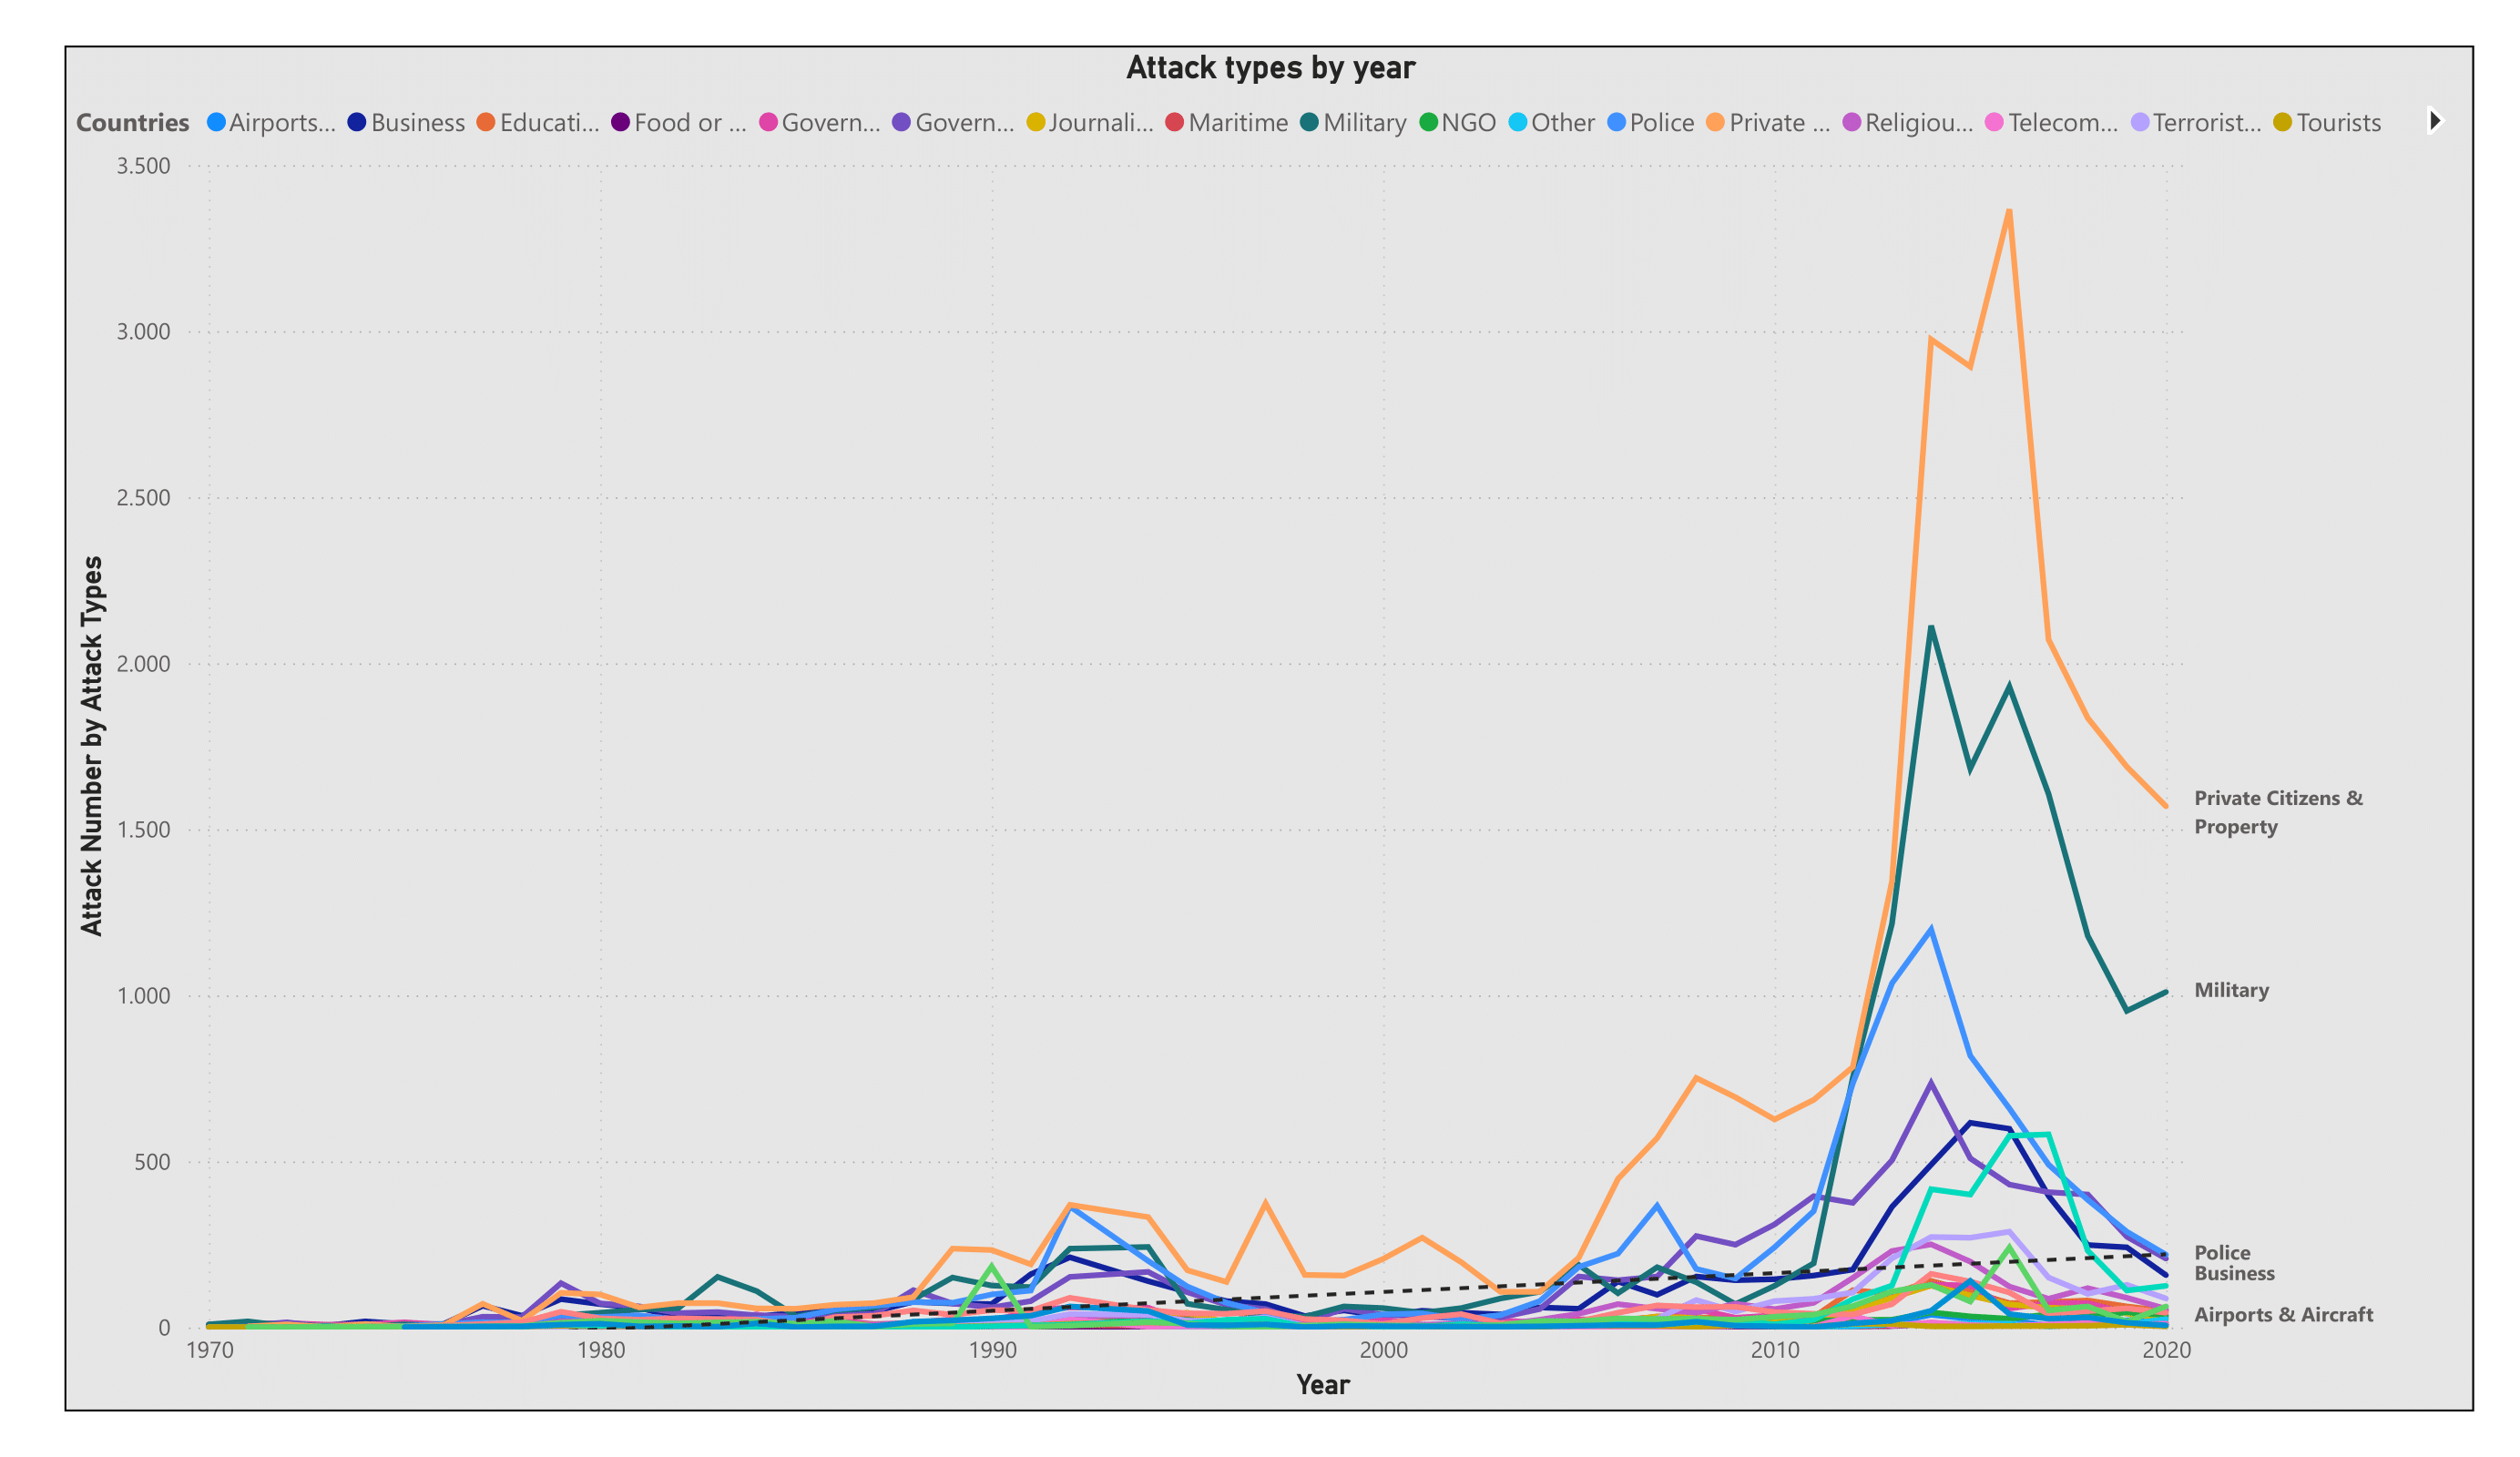 Attack types by year
Countries Airports... Business Educati... Food or ... Govern... Govern... Journali... Maritime Military NGO Other Police Private ... Religiou... Telecom... Terrorist... Tourists
3.500
3.000
2.500
2.000
1.500
1.000
500
0
Attack Number by Attack Types
Private Citizens &
Property
Military
Police
Business
Airports & Aircraft
1970 1980 1990 2000 2010 2020
Year